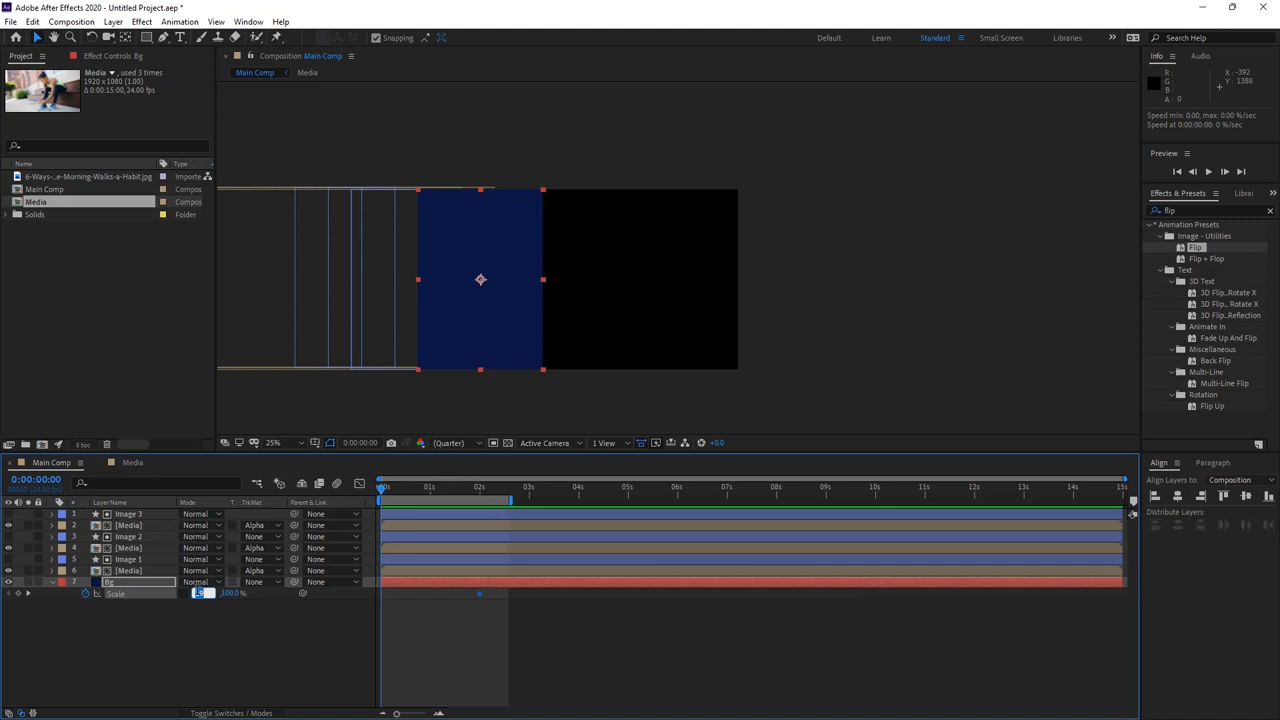 Adobe After Effects 2020 - Untitled Project.aep *
File Edit Composition Layer Effect Animation View Window Help
Snapping
Default Learn Standard Small Screen Libraries
Search Help
Project Effect Controls Bg
Composition Main Comp
Info Audio
Main Comp Media
Media, used 3 times
1920 x 1080 (1.00)
Δ 0:00:15:00, 24.00 fps
R :
G :
B :
A : 0
X : -392
Y : 1388
Speed min: 0.00, max: 0.00 %/sec
Speed at 0:00:00:00: 0 %/sec
Preview
Name Type
6-Ways-..e-Morning-Walks-a-Habit.jpg Importe
Main Comp Compos
Media Compos
Solids Folder
Effects & Presets Librai
flip
* Animation Presets
Image - Utilities
Flip
Flip + Flop
Text
3D Text
3D Flip...Rotate X
3D Flip... Rotate X
3D Flip...Reflection
Animate In
Fade Up And Flip
Miscellaneous
Back Flip
Multi-Line
Multi-Line Flip
Rotation
Flip Up
8 bpc
25% 0:00:00:00 (Quarter) Active Camera 1 View +0.0
Main Comp Media
Align Paragraph
0:00:00:00
Align Layers to: Composition
Distribute Layers:
:00s 01s 02s 03s 04s 05s 06s 07s 08s 09s 10s 11s 12s 13s 14s 15s
# Layer Name Mode T .TrkMat Parent & Link
1 Image 3 Normal None
2 [Media] Normal Alpha None
3 Image 2 Normal None None
4 [Media] Normal Alpha None
5 Image 1 Normal None None
6 [Media] Normal Alpha None
7 Bg Normal None None
Scale ,100.0 %
Toggle Switches / Modes